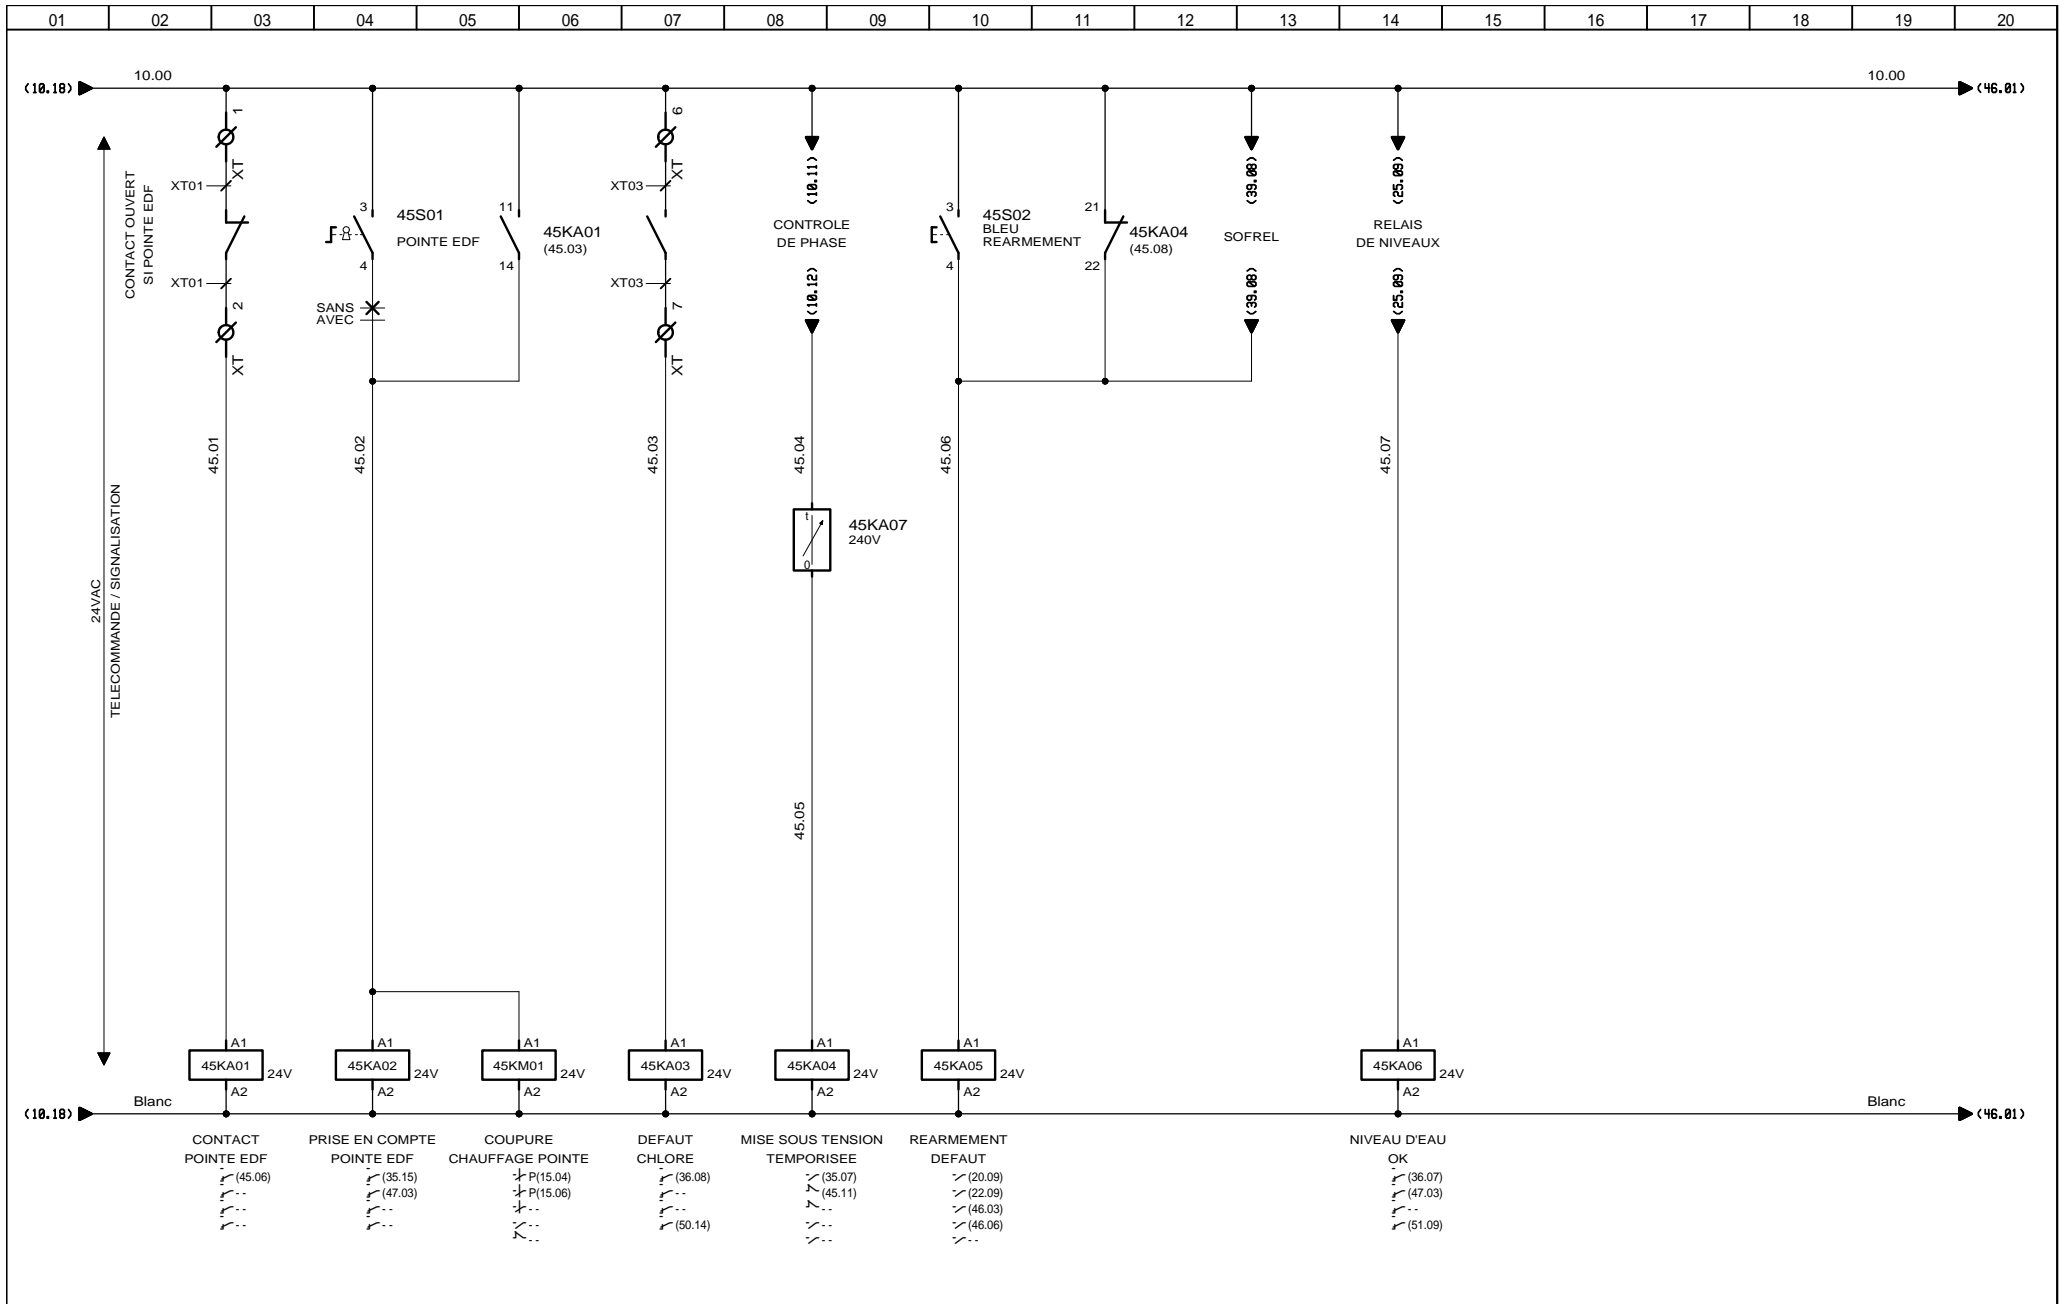 01 02 03 04 05 06 07 08 09 10 11 12 13 14 15 16 17 18 19 20
(10.18) 10.00 10.00 (46.01)
1 6
XT XT
XT01 XT03
(10.11) (39.08) (25.09)
CONTACT OUVERT
SI POINTE EDF
3 45S01
POINTE EDF
4
11 45KA01
(45.03)
14
CONTROLE
DE PHASE
3 45S02
BLEU
REARMEMENT
4
21 45KA04
(45.08)
22
SOFREL
RELAIS
DE NIVEAUX
XT01 XT03
(10.12) (39.08) (25.09)
2 7
XT XT
SANS
AVEC
45.01 45.02 45.03 45.04 45.06 45.07
24VAC
TELECOMMANDE / SIGNALISATION
t
45KA07
240V
0
45.05
A1 A1 A1 A1 A1 A1 A1
45KA01 24V 45KA02 24V 45KM01 24V 45KA03 24V 45KA04 24V 45KA05 45KA06 24V
A2 A2 A2 A2 A2 A2 A2
(10.18) Blanc Blanc (46.01)
CONTACT
POINTE EDF
(45.06)
--
--
--
PRISE EN COMPTE
POINTE EDF
(35.15)
(47.03)
--
--
COUPURE
CHAUFFAGE POINTE
P(15.04)
P(15.06)
--
--
--
DEFAUT
CHLORE
(36.08)
--
--
(50.14)
MISE SOUS TENSION
TEMPORISEE
(35.07)
(45.11)
--
--
--
REARMEMENT
DEFAUT
(20.09)
(22.09)
(46.03)
(46.06)
--
NIVEAU D'EAU
OK
(36.07)
(47.03)
--
(51.09)